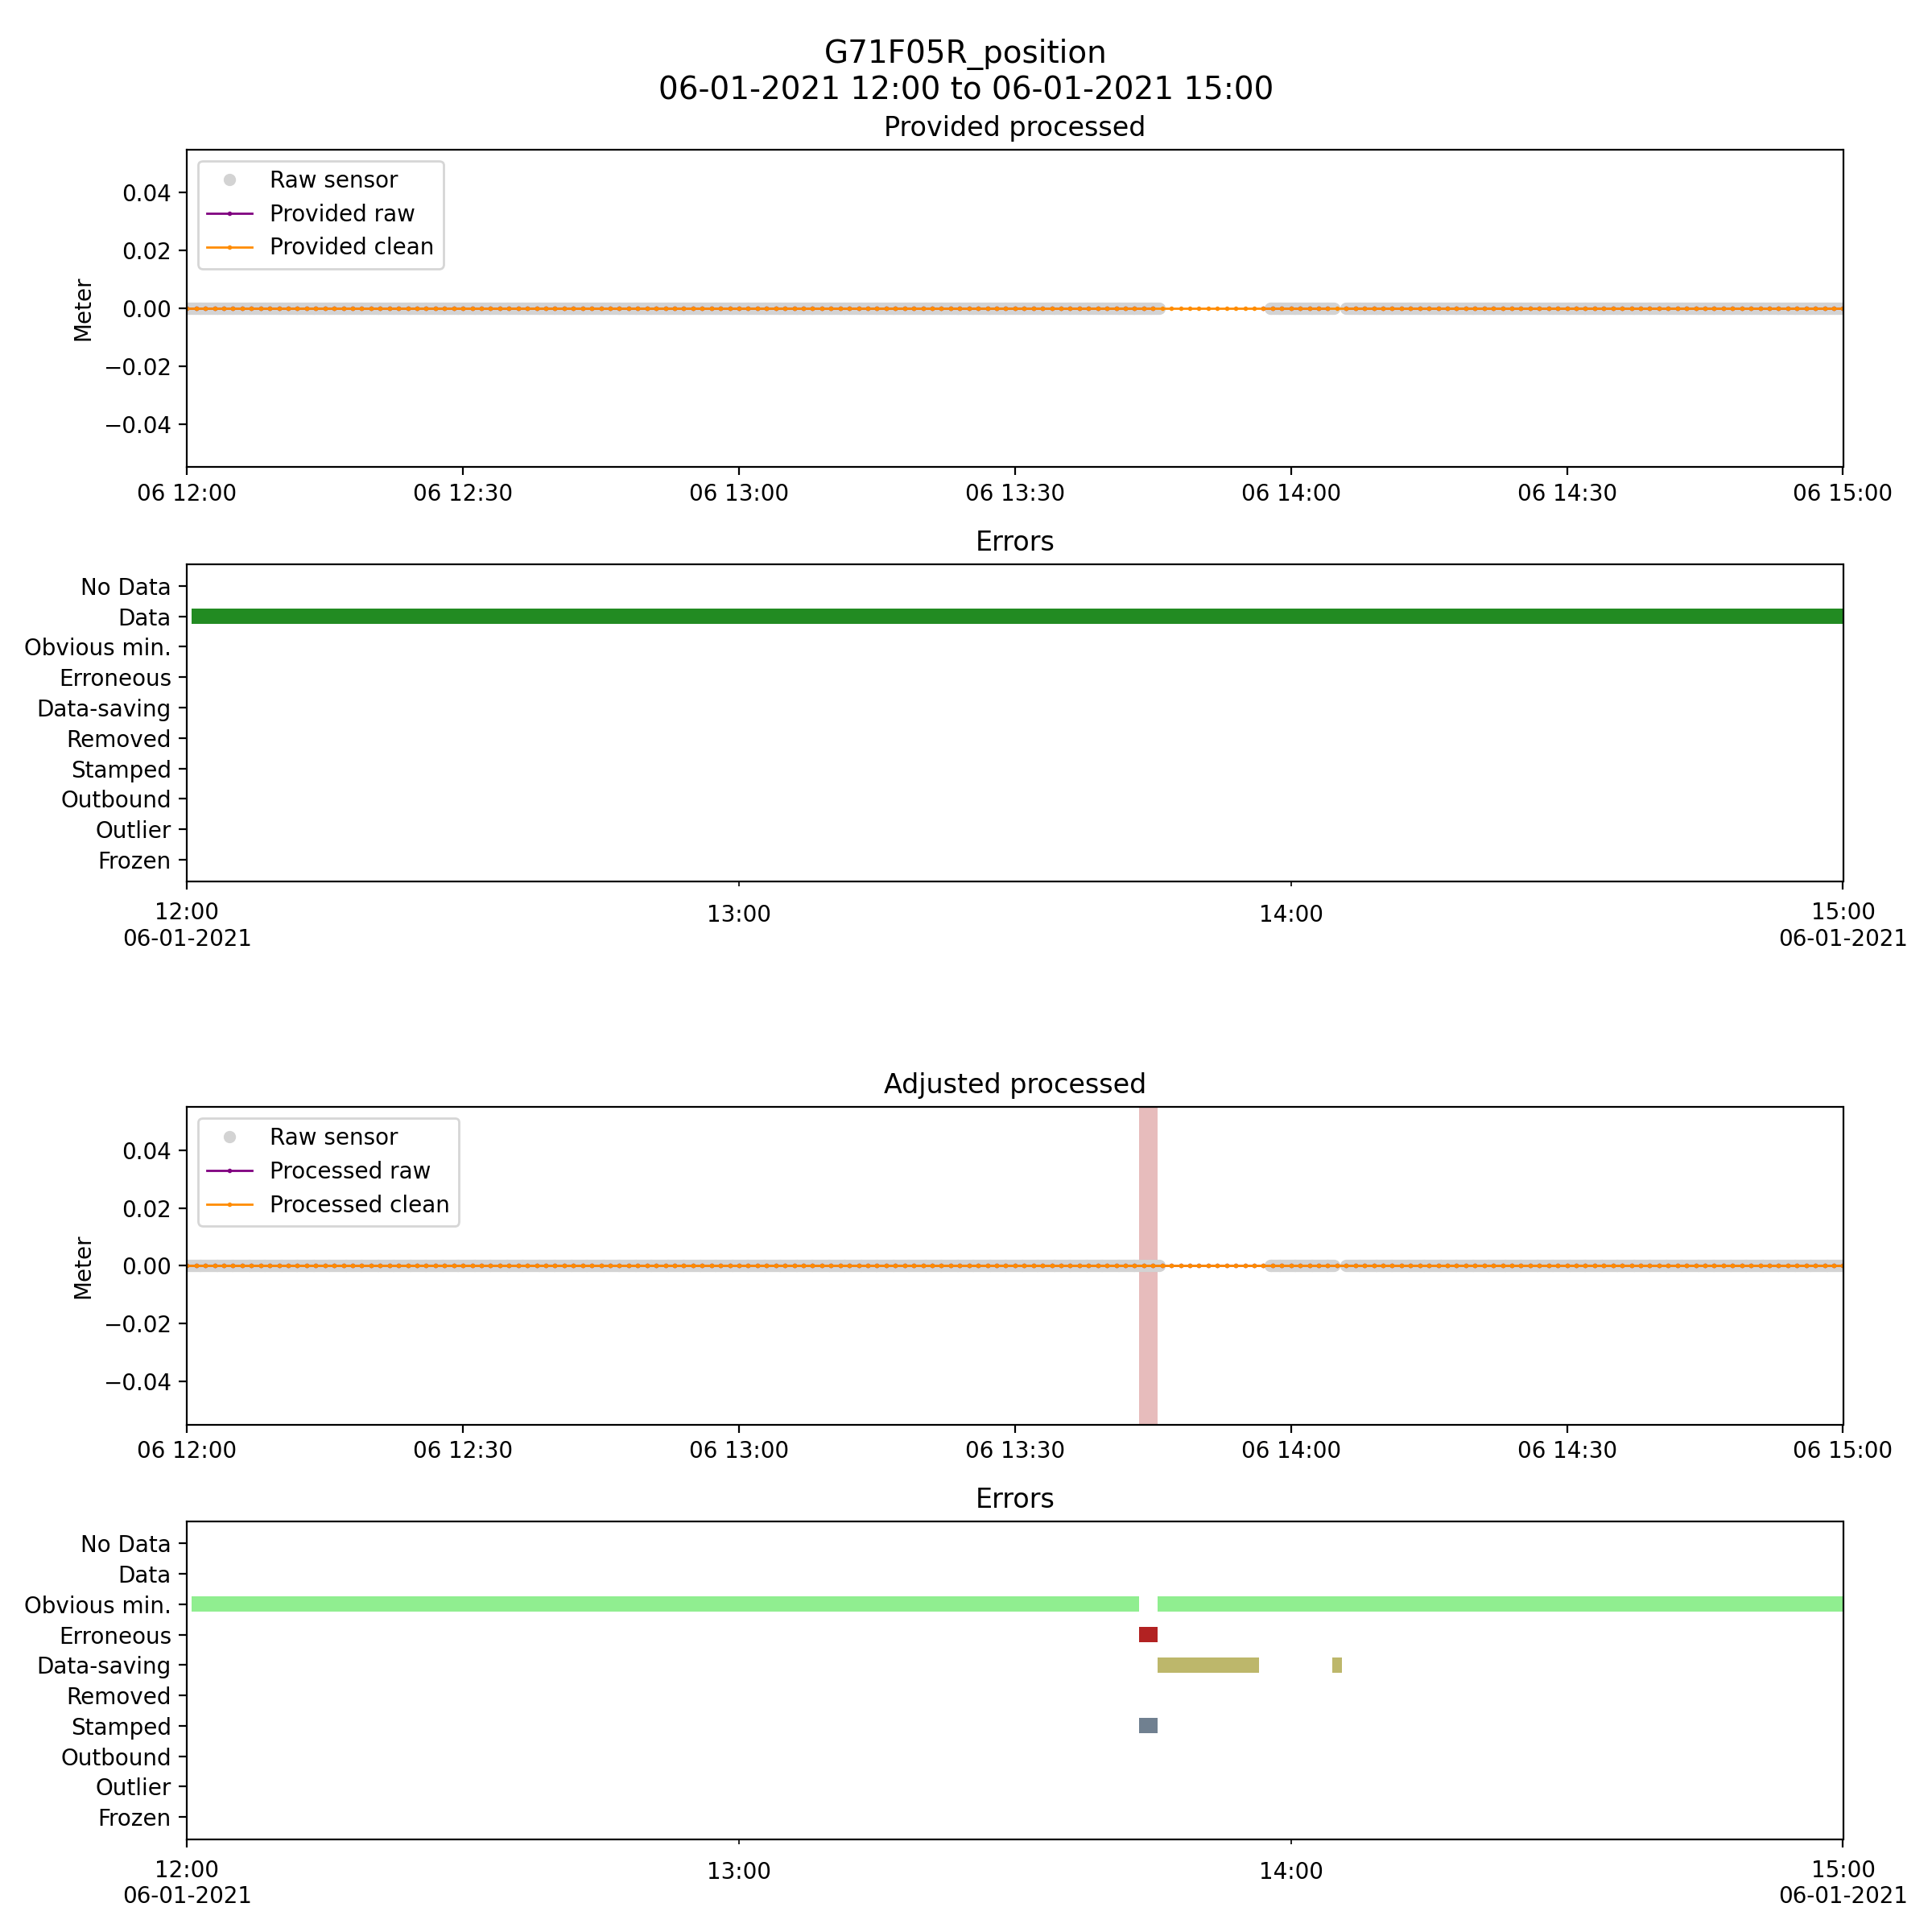 G71F05R_position
06-01-2021 12:00 to 06-01-2021 15:00
Provided processed
Raw sensor
Provided raw
Provided clean
Meter
0.04
0.02
0.00
−0.02
−0.04
06 12:00 06 12:30 06 13:00 06 13:30 06 14:00 06 14:30 06 15:00
Errors
No Data
Data
Obvious min.
Erroneous
Data-saving
Removed
Stamped
Outbound
Outlier
Frozen
12:00 13:00 14:00 15:00
06-01-2021 06-01-2021
Adjusted processed
Raw sensor
Processed raw
Processed clean
Meter
0.04
0.02
0.00
−0.02
−0.04
06 12:00 06 12:30 06 13:00 06 13:30 06 14:00 06 14:30 06 15:00
Errors
No Data
Data
Obvious min.
Erroneous
Data-saving
Removed
Stamped
Outbound
Outlier
Frozen
12:00 13:00 14:00 15:00
06-01-2021 06-01-2021